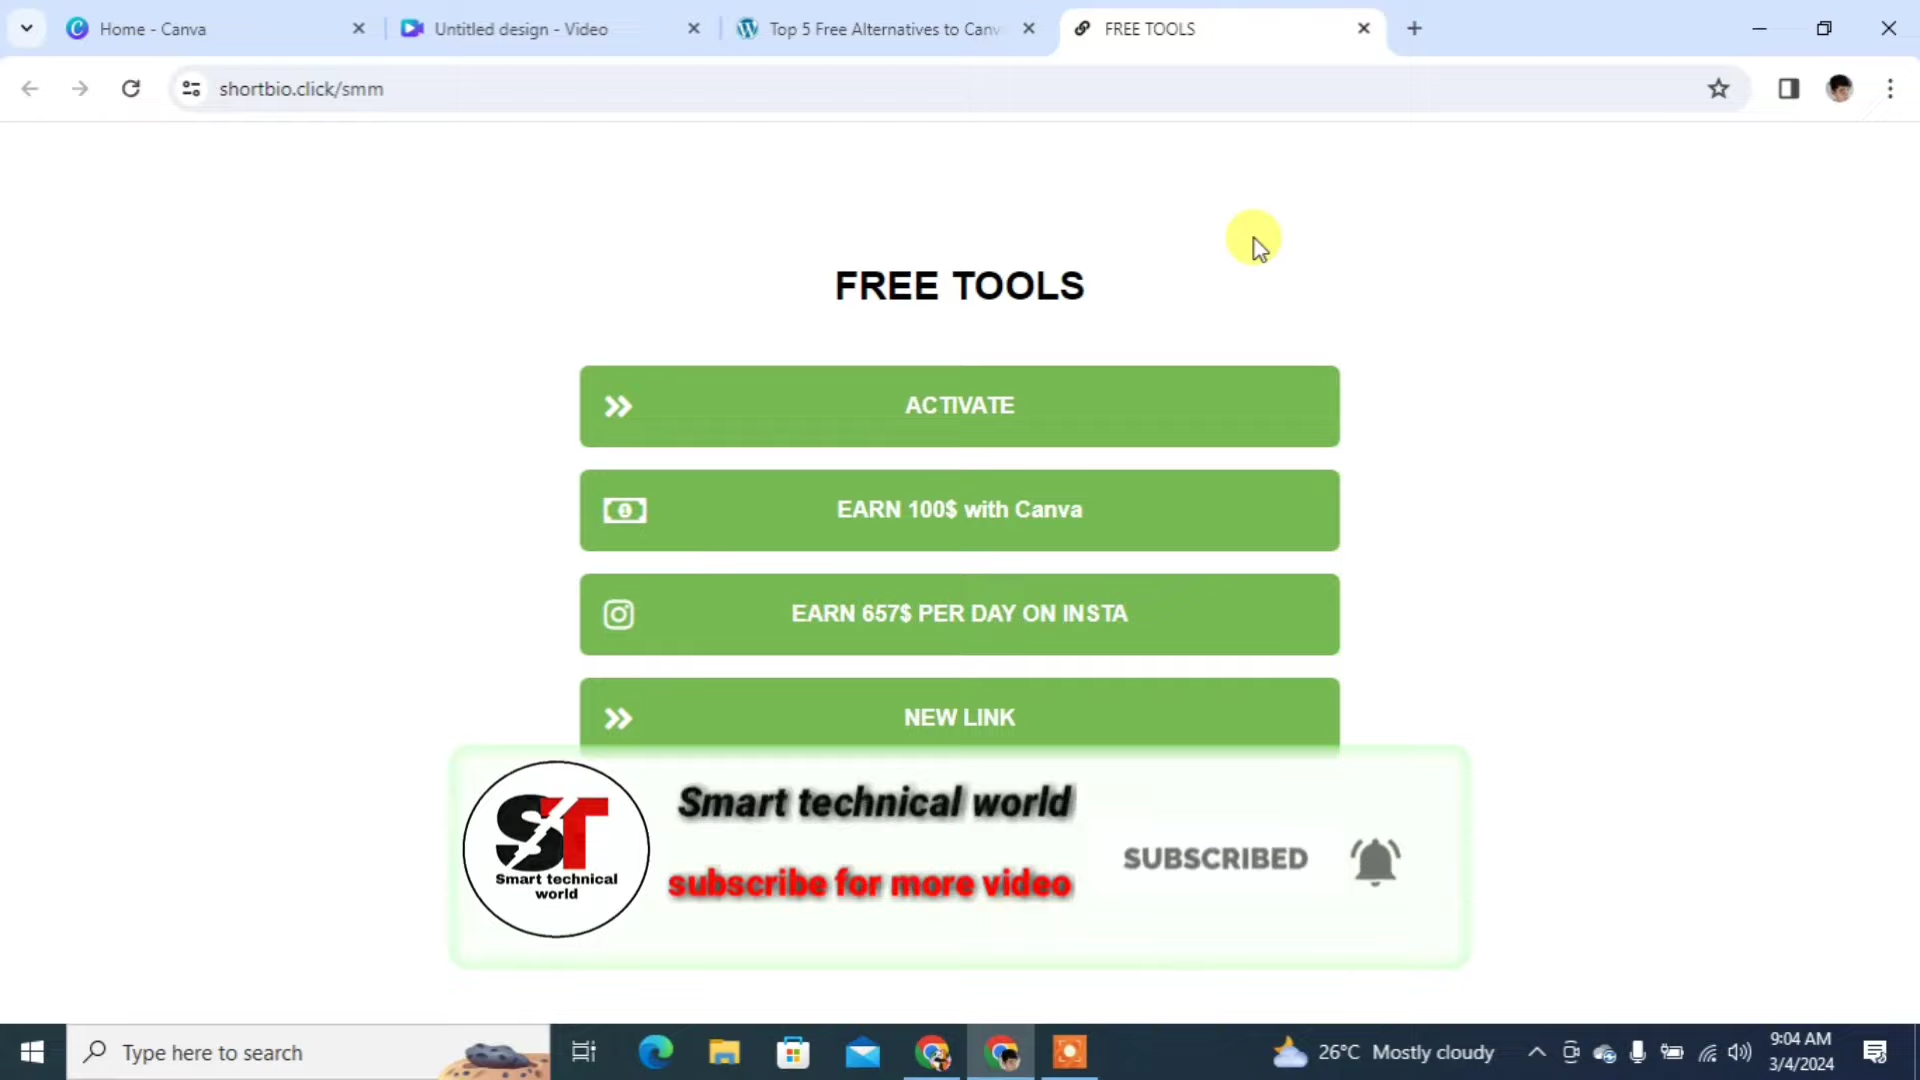 Home - Canva
Untitled design - Video
Top 5 Free Alternatives to Canv
FREE TOOLS
shortbio.click/smm
FREE TOOLS
ACTIVATE
EARN 100$ with Canva
EARN 657$ PER DAY ON INSTA
NEW LINK
ST
Smart technical
world
Smart technical world
subscribe for more video
SUBSCRIBED
Type here to search
26°C Mostly cloudy
9:04 AM
3/4/2024